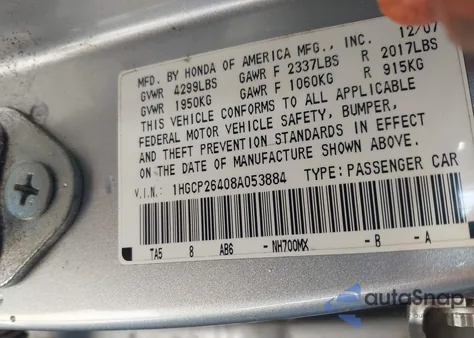 MFD. BY HONDA OF AMERICA MFG., INC. 12/07
GVWR 4299LBS GAWR F 2337LBS R 2017LBS
GVWR 1950KG GAWR F 1060KG R 915KG
THIS VEHICLE CONFORMS TO ALL APPLICABLE
FEDERAL MOTOR VEHICLE SAFETY, BUMPER,
AND THEFT PREVENTION STANDARDS IN EFFECT
ON THE DATE OF MANUFACTURE SHOWN ABOVE.
V.I.N.: 1HGCP26408A053884 TYPE: PASSENGER CAR
TA5 8 AB6 -NH700MX -B -A
autoSnap